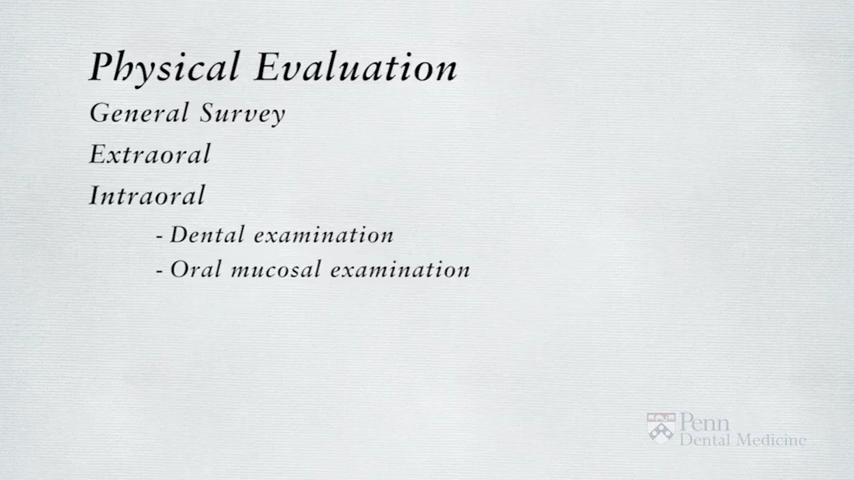 Physical Evaluation
General Survey
Extraoral
Intraoral
- Dental examination
- Oral mucosal examination
Penn
Dental Medicine